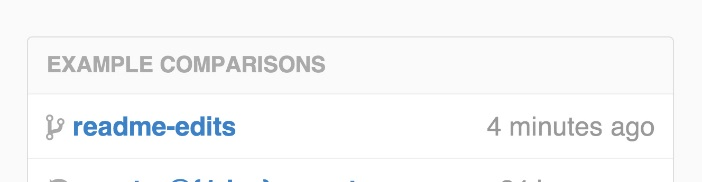 EXAMPLE COMPARISONS
readme-edits 4 minutes ago